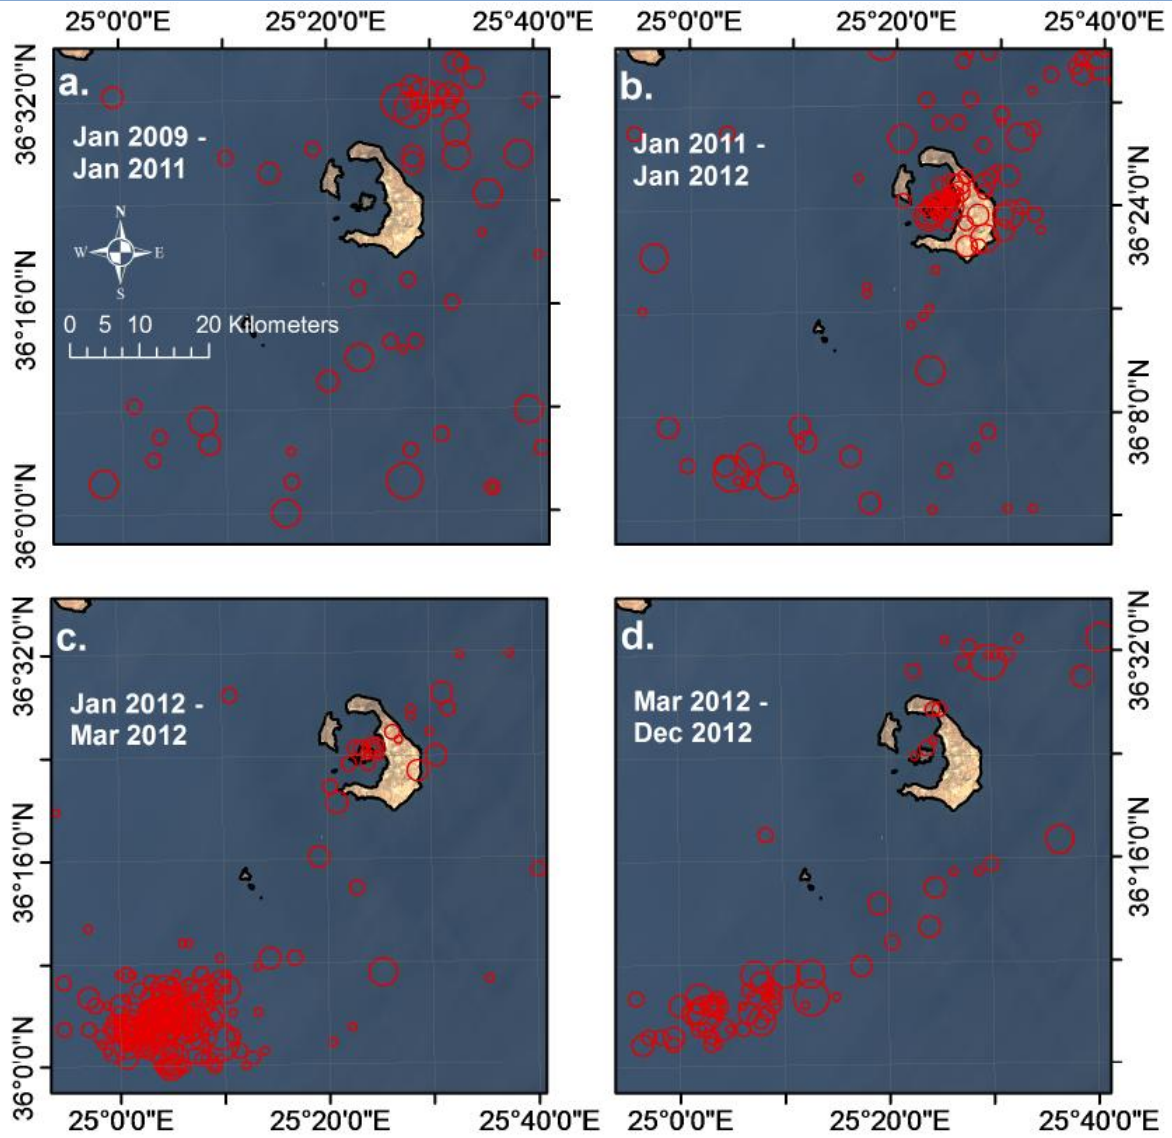 25°0'0"E 25°20'0"E 25°40'0"E 25°0'0"E 25°20'0"E 25°40'0"E
a.
Jan 2009 -
Jan 2011
N
W E
S
0 5 10 20 Kilometers
36°32'0"N
36°16'0"N
36°0'0"N
b.
Jan 2011 -
Jan 2012
36°24'0"N
36°8'0"N
c.
Jan 2012 -
Mar 2012
36°32'0"N
36°16'0"N
36°0'0"N
d.
Mar 2012 -
Dec 2012
36°32'0"N
36°16'0"N
25°0'0"E 25°20'0"E 25°40'0"E 25°0'0"E 25°20'0"E 25°40'0"E